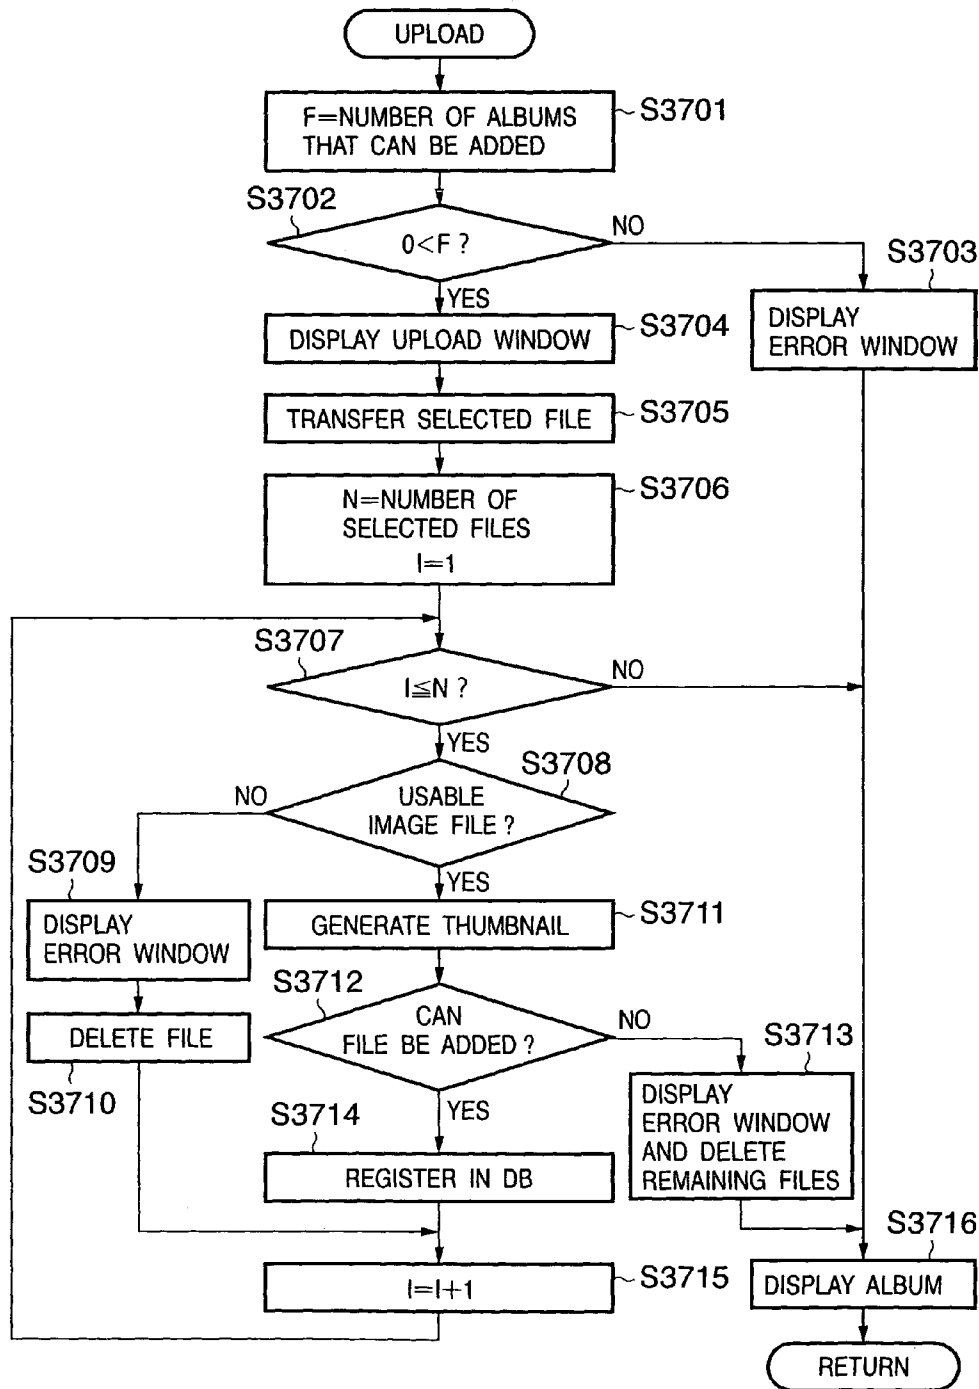 UPLOAD
F=NUMBER OF ALBUMS
THAT CAN BE ADDED
S3701
S3702
0<F ?
NO
YES
S3703
DISPLAY
ERROR WINDOW
DISPLAY UPLOAD WINDOW
S3704
TRANSFER SELECTED FILE
S3705
N=NUMBER OF
SELECTED FILES
I=1
S3706
S3707
I≦N ?
NO
YES
S3708
USABLE
IMAGE FILE ?
NO
YES
S3709
DISPLAY
ERROR WINDOW
GENERATE THUMBNAIL
S3711
DELETE FILE
S3710
S3712
CAN
FILE BE ADDED ?
NO
YES
S3713
DISPLAY
ERROR WINDOW
AND DELETE
REMAINING FILES
S3714
REGISTER IN DB
I=I+1
S3715
S3716
DISPLAY ALBUM
RETURN